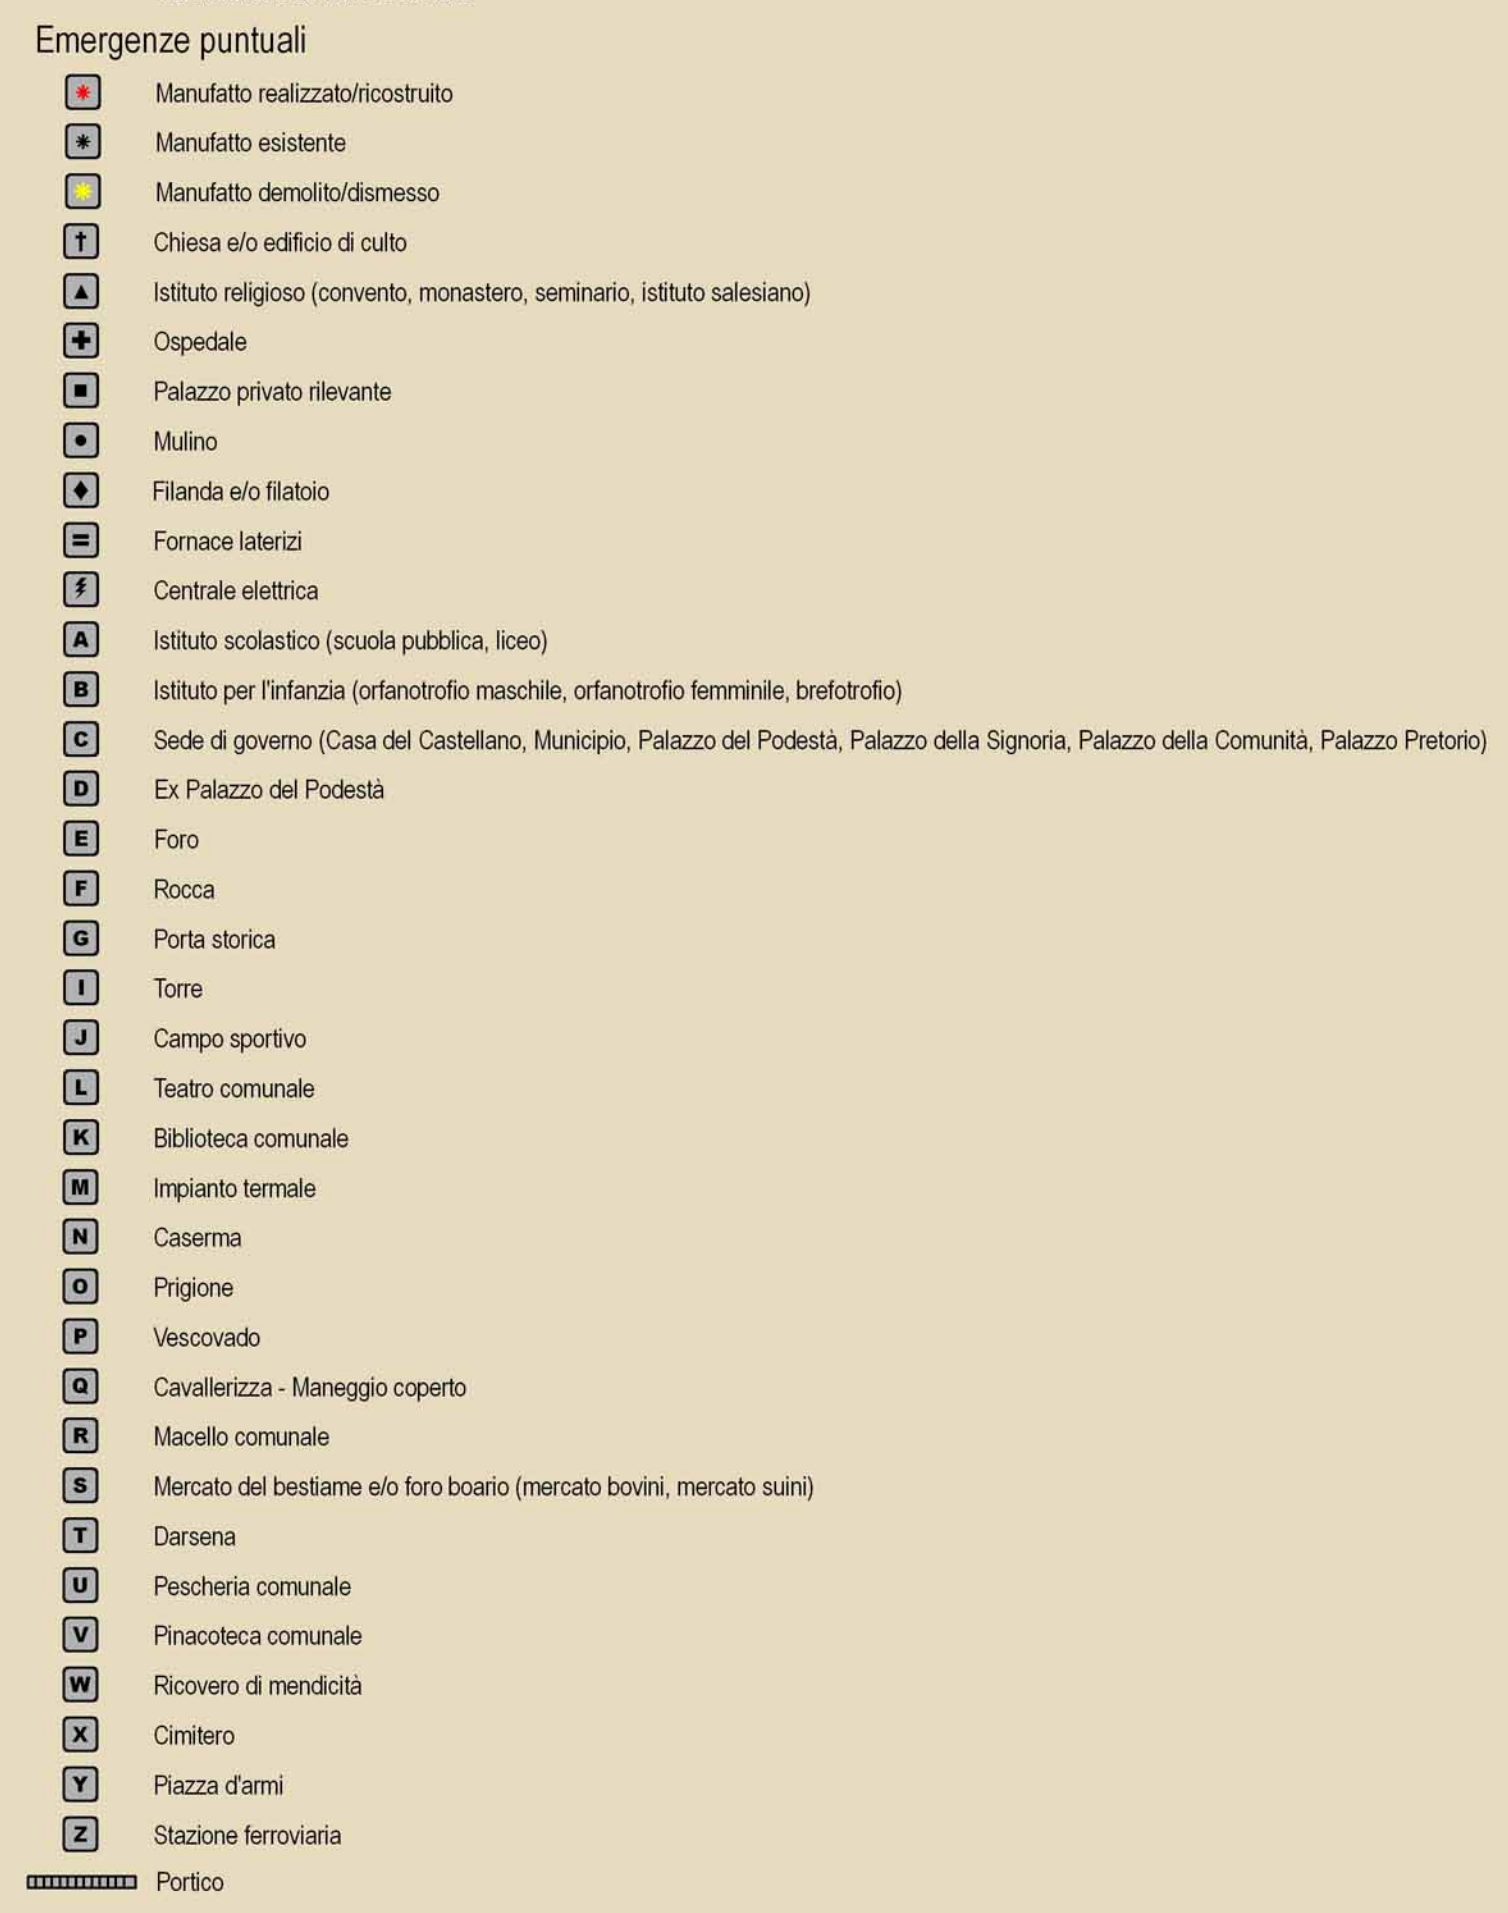 Emergenze puntuali
Manufatto realizzato/ricostruito
Manufatto esistente
Manufatto demolito/dismesso
Chiesa e/o edificio di culto
Istituto religioso (convento, monastero, seminario, istituto salesiano)
Ospedale
Palazzo privato rilevante
Mulino
Filanda e/o filatoio
Fornace laterizi
Centrale elettrica
A Istituto scolastico (scuola pubblica, liceo)
B Istituto per l'infanzia (orfanotrofio maschile, orfanotrofio femminile, brefotrofio)
C Sede di governo (Casa del Castellano, Municipio, Palazzo del Podestà, Palazzo della Signoria, Palazzo della Comunità, Palazzo Pretorio)
D Ex Palazzo del Podestà
E Foro
F Rocca
G Porta storica
I Torre
J Campo sportivo
L Teatro comunale
K Biblioteca comunale
M Impianto termale
N Caserma
O Prigione
P Vescovado
Q Cavallerizza - Maneggio coperto
R Macello comunale
S Mercato del bestiame e/o foro boario (mercato bovini, mercato suini)
T Darsena
U Pescheria comunale
V Pinacoteca comunale
W Ricovero di mendicità
X Cimitero
Y Piazza d'armi
Z Stazione ferroviaria
Portico